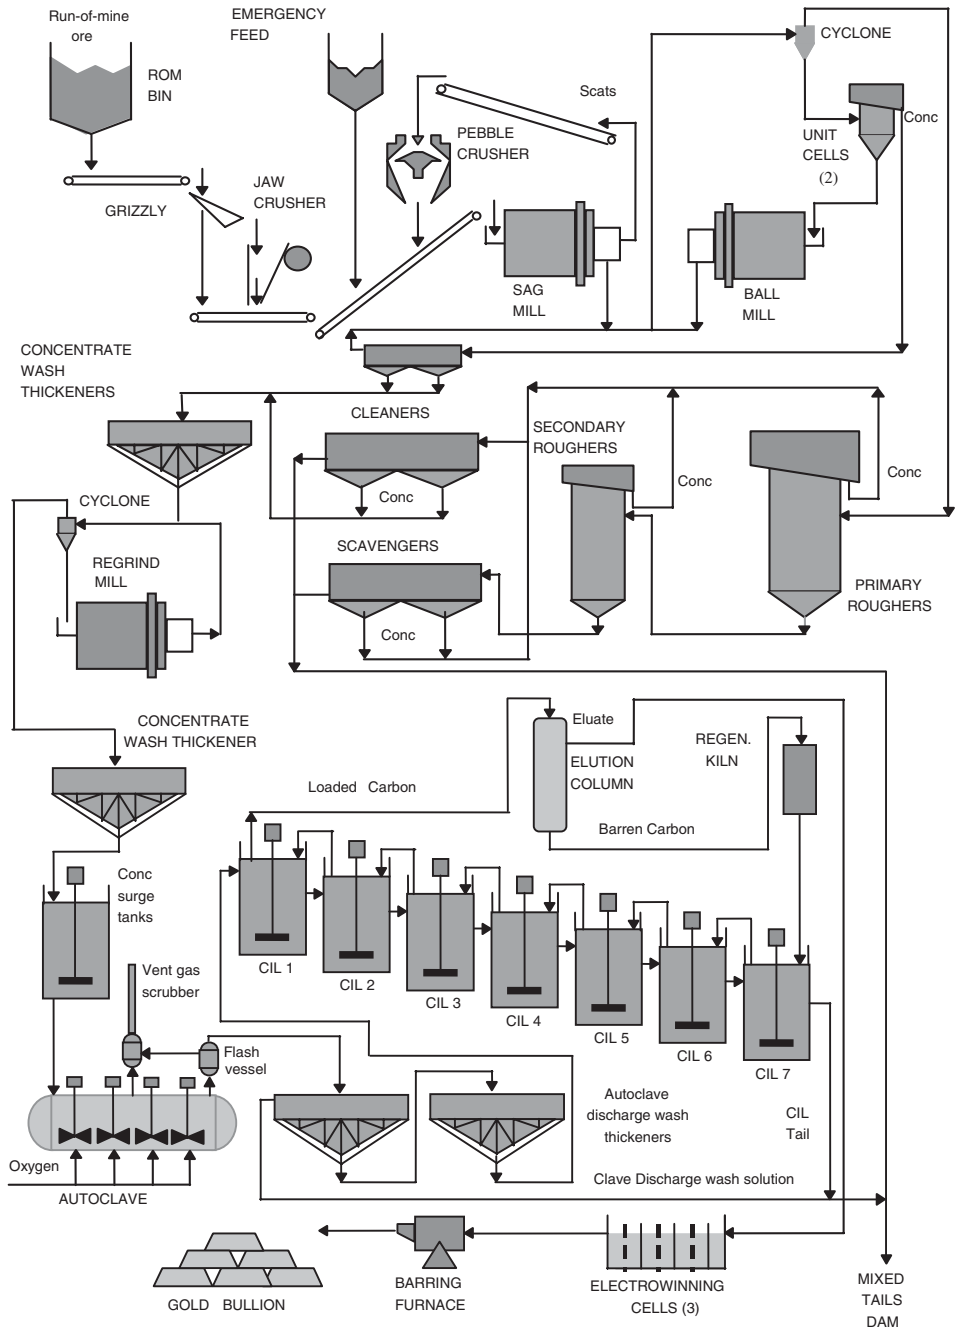 Run-of-mine
ore
ROM
BIN
EMERGENCY
FEED
CYCLONE
Scats
Conc
PEBBLE
CRUSHER
UNIT
CELLS
(2)
JAW
CRUSHER
GRIZZLY
SAG
MILL
BALL
MILL
CONCENTRATE
WASH
THICKENERS
CLEANERS
SECONDARY
ROUGHERS
Conc
Conc
Conc
CYCLONE
SCAVENGERS
REGRIND
MILL
PRIMARY
ROUGHERS
Conc
CONCENTRATE
WASH THICKENER
Eluate
ELUTION
COLUMN
REGEN.
KILN
Loaded Carbon
Barren Carbon
Conc
surge
tanks
CIL 1
CIL 2
CIL 3
CIL 4
CIL 5
CIL 6
CIL 7
Vent gas
scrubber
Flash
vessel
Autoclave
discharge wash
thickeners
CIL
Tail
Oxygen
AUTOCLAVE
Clave Discharge wash solution
GOLD BULLION
BARRING
FURNACE
ELECTROWINNING
CELLS (3)
MIXED
TAILS
DAM